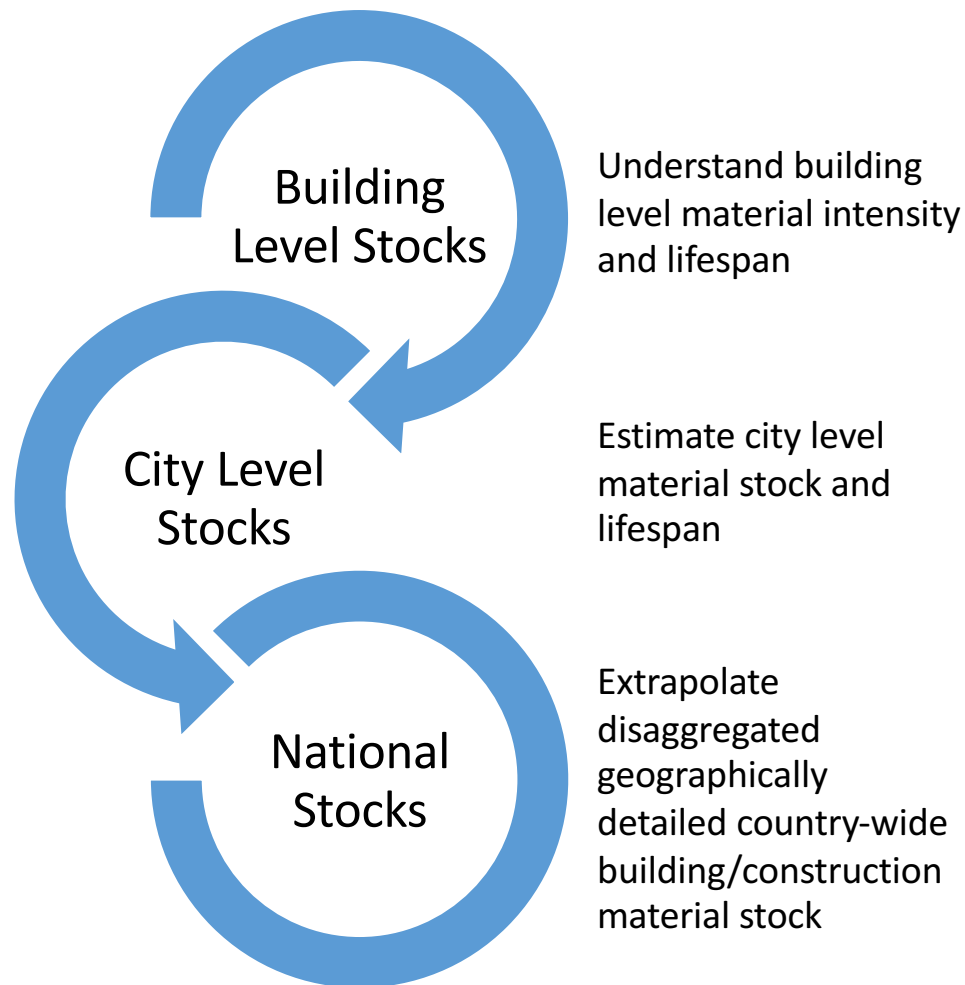 Building
Level Stocks
Understand building
level material intensity
and lifespan
City Level
Stocks
Estimate city level
material stock and
lifespan
National
Stocks
Extrapolate
disaggregated
geographically
detailed country-wide
building/construction
material stock